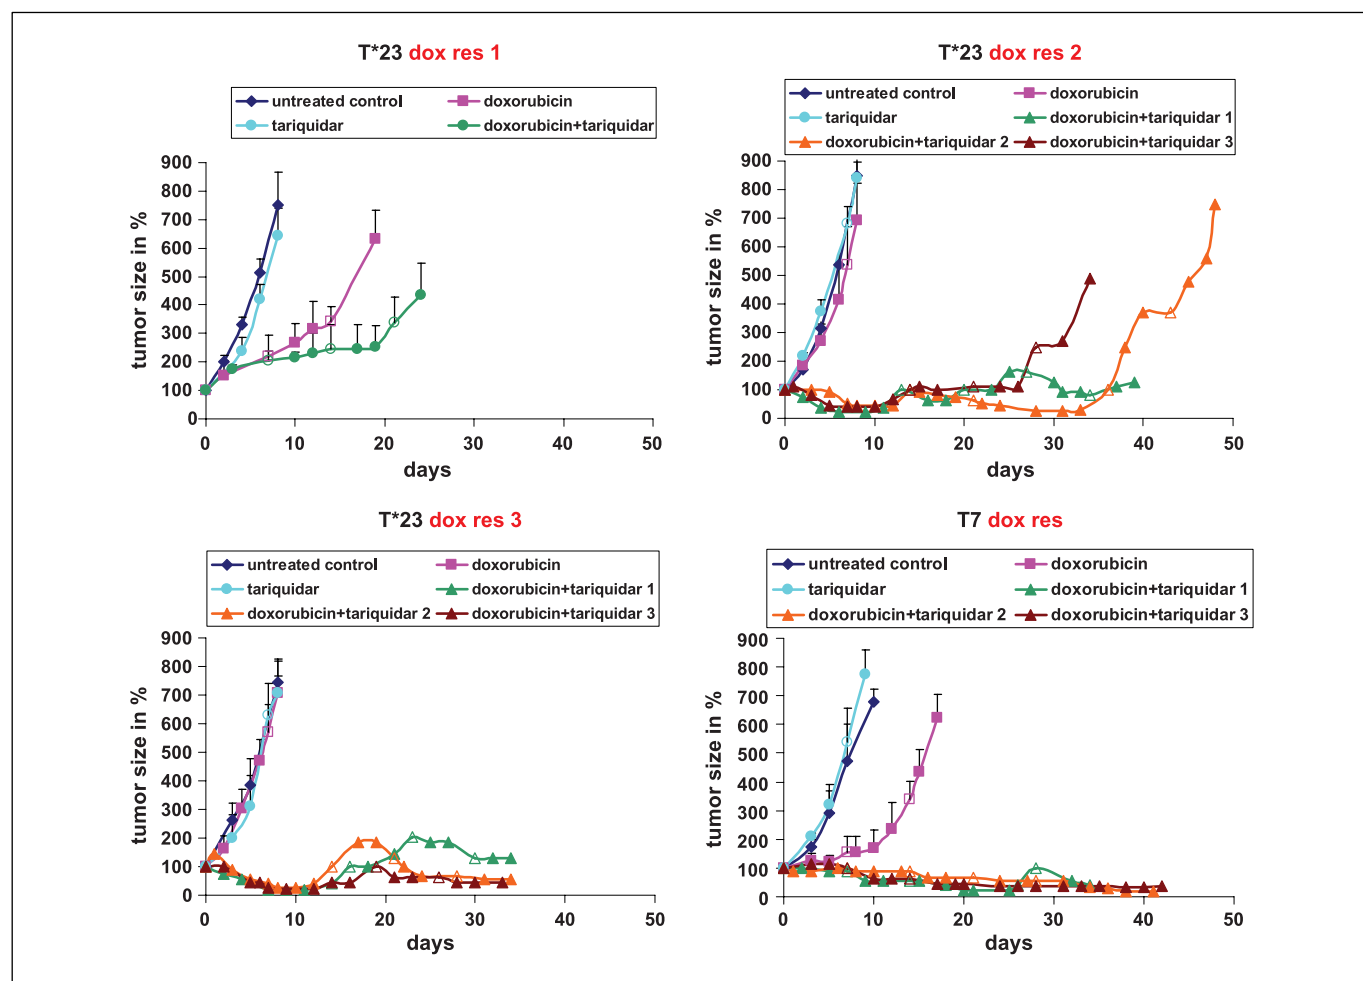 T*23 dox res 1
untreated control
doxorubicin
tariquidar
doxorubicin+tariquidar
tumor size in %
900
800
700
600
500
400
300
200
100
0
0 10 20 30 40 50
days
T*23 dox res 2
untreated control
doxorubicin
tariquidar
doxorubicin+tariquidar 1
doxorubicin+tariquidar 2
doxorubicin+tariquidar 3
tumor size in %
900
800
700
600
500
400
300
200
100
0
0 10 20 30 40 50
days
T*23 dox res 3
untreated control
doxorubicin
tariquidar
doxorubicin+tariquidar 1
doxorubicin+tariquidar 2
doxorubicin+tariquidar 3
tumor size in %
900
800
700
600
500
400
300
200
100
0
0 10 20 30 40 50
days
T7 dox res
untreated control
doxorubicin
tariquidar
doxorubicin+tariquidar 1
doxorubicin+tariquidar 2
doxorubicin+tariquidar 3
tumor size in %
900
800
700
600
500
400
300
200
100
0
0 10 20 30 40 50
days